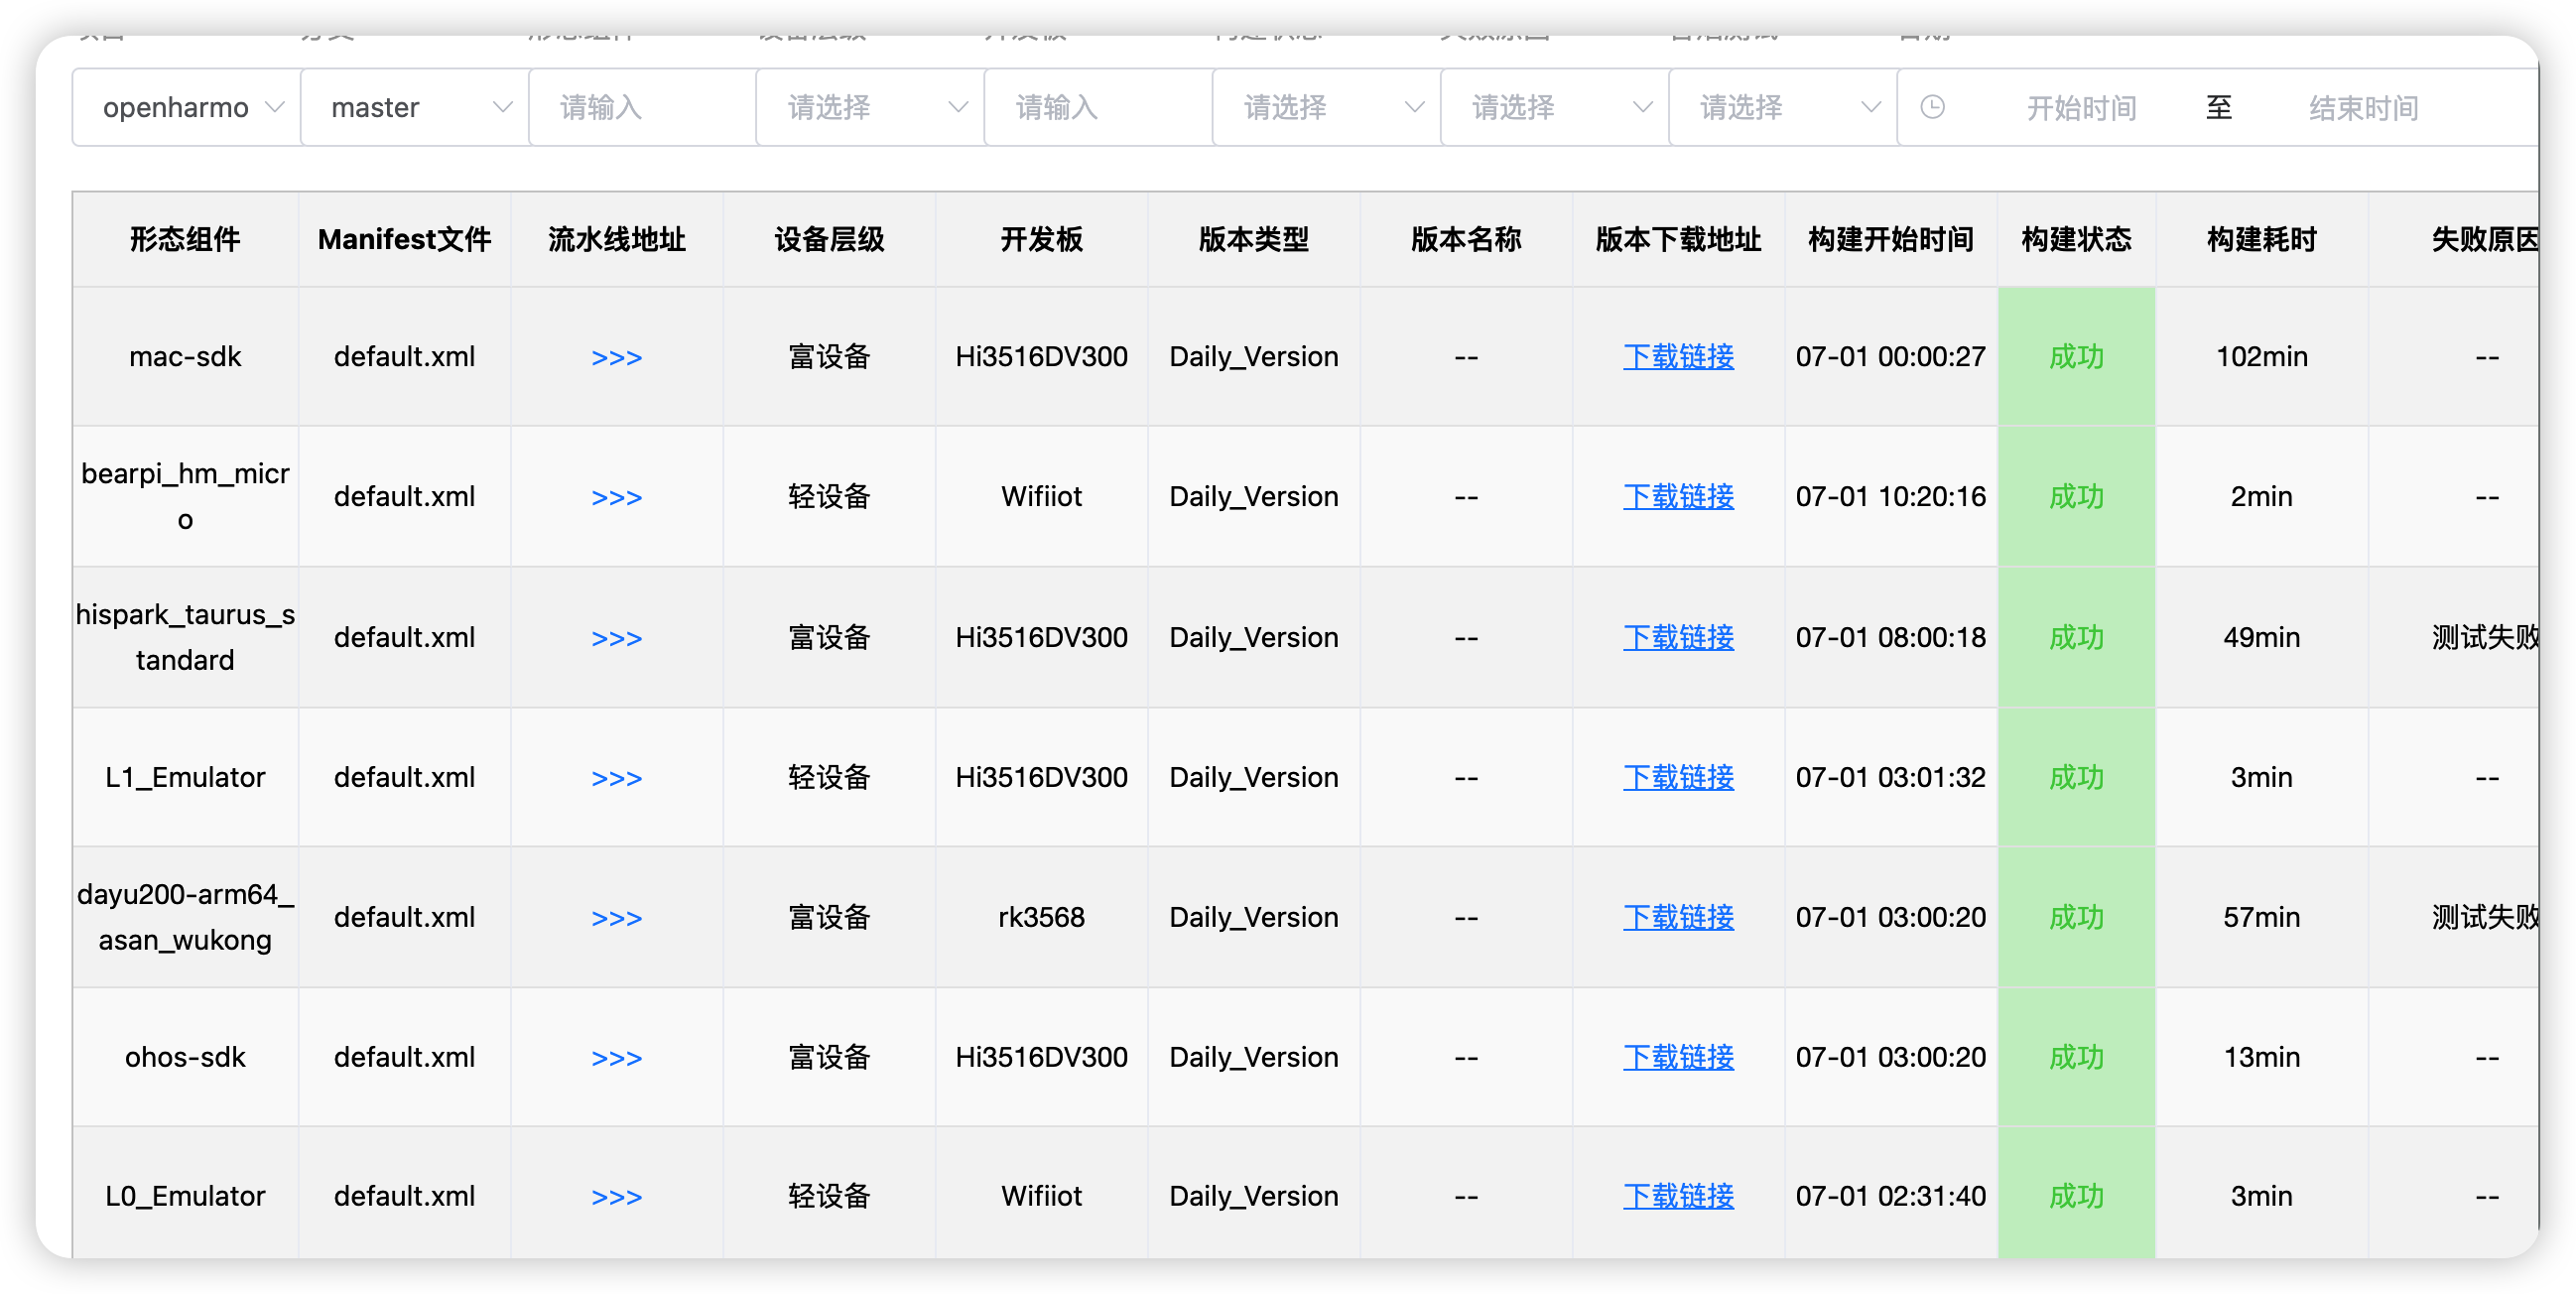 openharmo master 请输入 请选择 请输入 请选择 请选择 请选择 开始时间 至 结束时间
形态组件 Manifest文件 流水线地址 设备层级 开发板 版本类型 版本名称 版本下载地址 构建开始时间 构建状态 构建耗时 失败原因
mac-sdk default.xml >>> 富设备 Hi3516DV300 Daily_Version -- 下载链接 07-01 00:00:27 成功 102min --
bearpi_hm_micr
o
default.xml >>> 轻设备 Wifiiot Daily_Version -- 下载链接 07-01 10:20:16 成功 2min --
hispark_taurus_s
tandard
default.xml >>> 富设备 Hi3516DV300 Daily_Version -- 下载链接 07-01 08:00:18 成功 49min 测试失败
L1_Emulator default.xml >>> 轻设备 Hi3516DV300 Daily_Version -- 下载链接 07-01 03:01:32 成功 3min --
dayu200-arm64_
asan_wukong
default.xml >>> 富设备 rk3568 Daily_Version -- 下载链接 07-01 03:00:20 成功 57min 测试失败
ohos-sdk default.xml >>> 富设备 Hi3516DV300 Daily_Version -- 下载链接 07-01 03:00:20 成功 13min --
L0_Emulator default.xml >>> 轻设备 Wifiiot Daily_Version -- 下载链接 07-01 02:31:40 成功 3min --